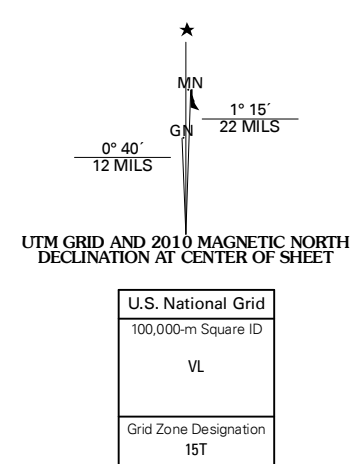 MN
1° 15´
22 MILS
GN
0° 40´
12 MILS
UTM GRID AND 2010 MAGNETIC NORTH
DECLINATION AT CENTER OF SHEET
U.S. National Grid
100,000-m Square ID
VL
Grid Zone Designation
15T